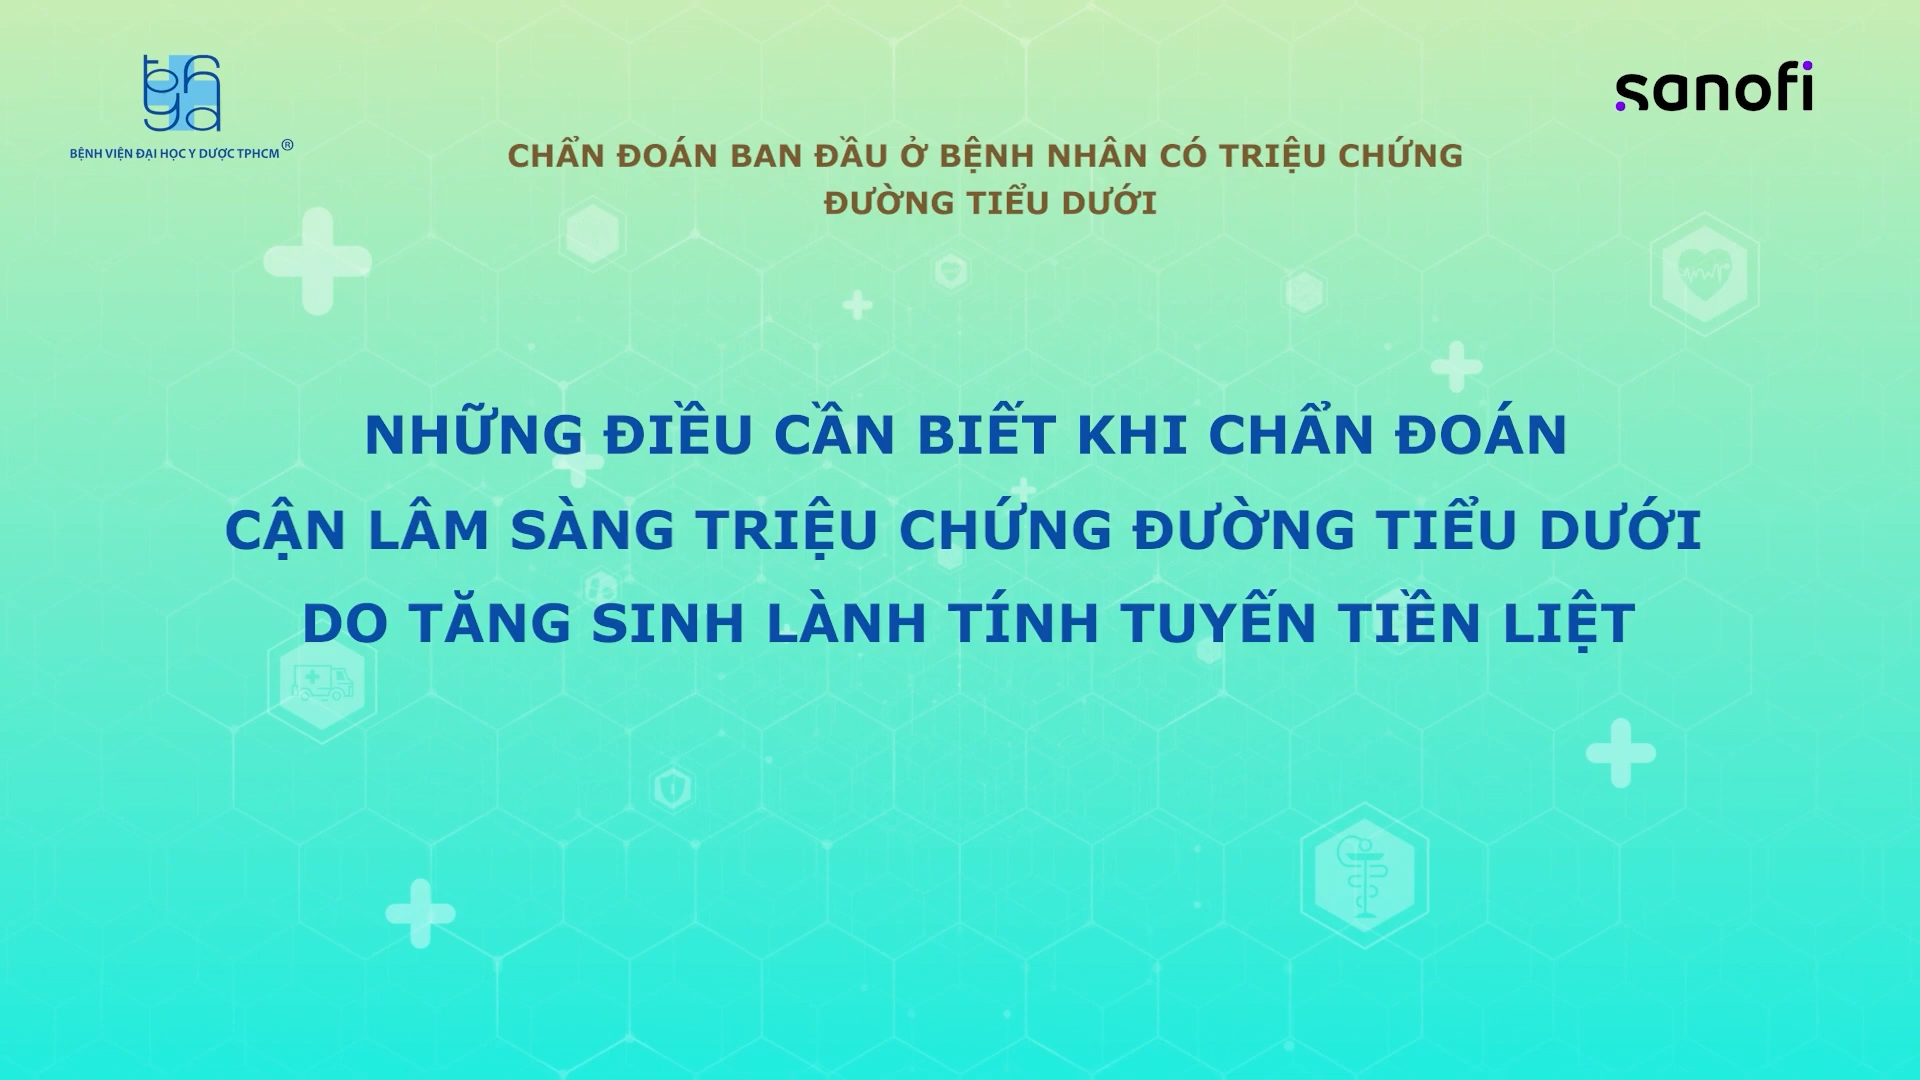 BỆNH VIỆN ĐẠI HỌC Y DƯỢC TPHCM®
sanofi
CHẨN ĐOÁN BAN ĐẦU Ở BỆNH NHÂN CÓ TRIỆU CHỨNG
ĐƯỜNG TIỂU DƯỚI
NHỮNG ĐIỀU CẦN BIẾT KHI CHẨN ĐOÁN
CẬN LÂM SÀNG TRIỆU CHỨNG ĐƯỜNG TIỂU DƯỚI
DO TĂNG SINH LÀNH TÍNH TUYẾN TIỀN LIỆT